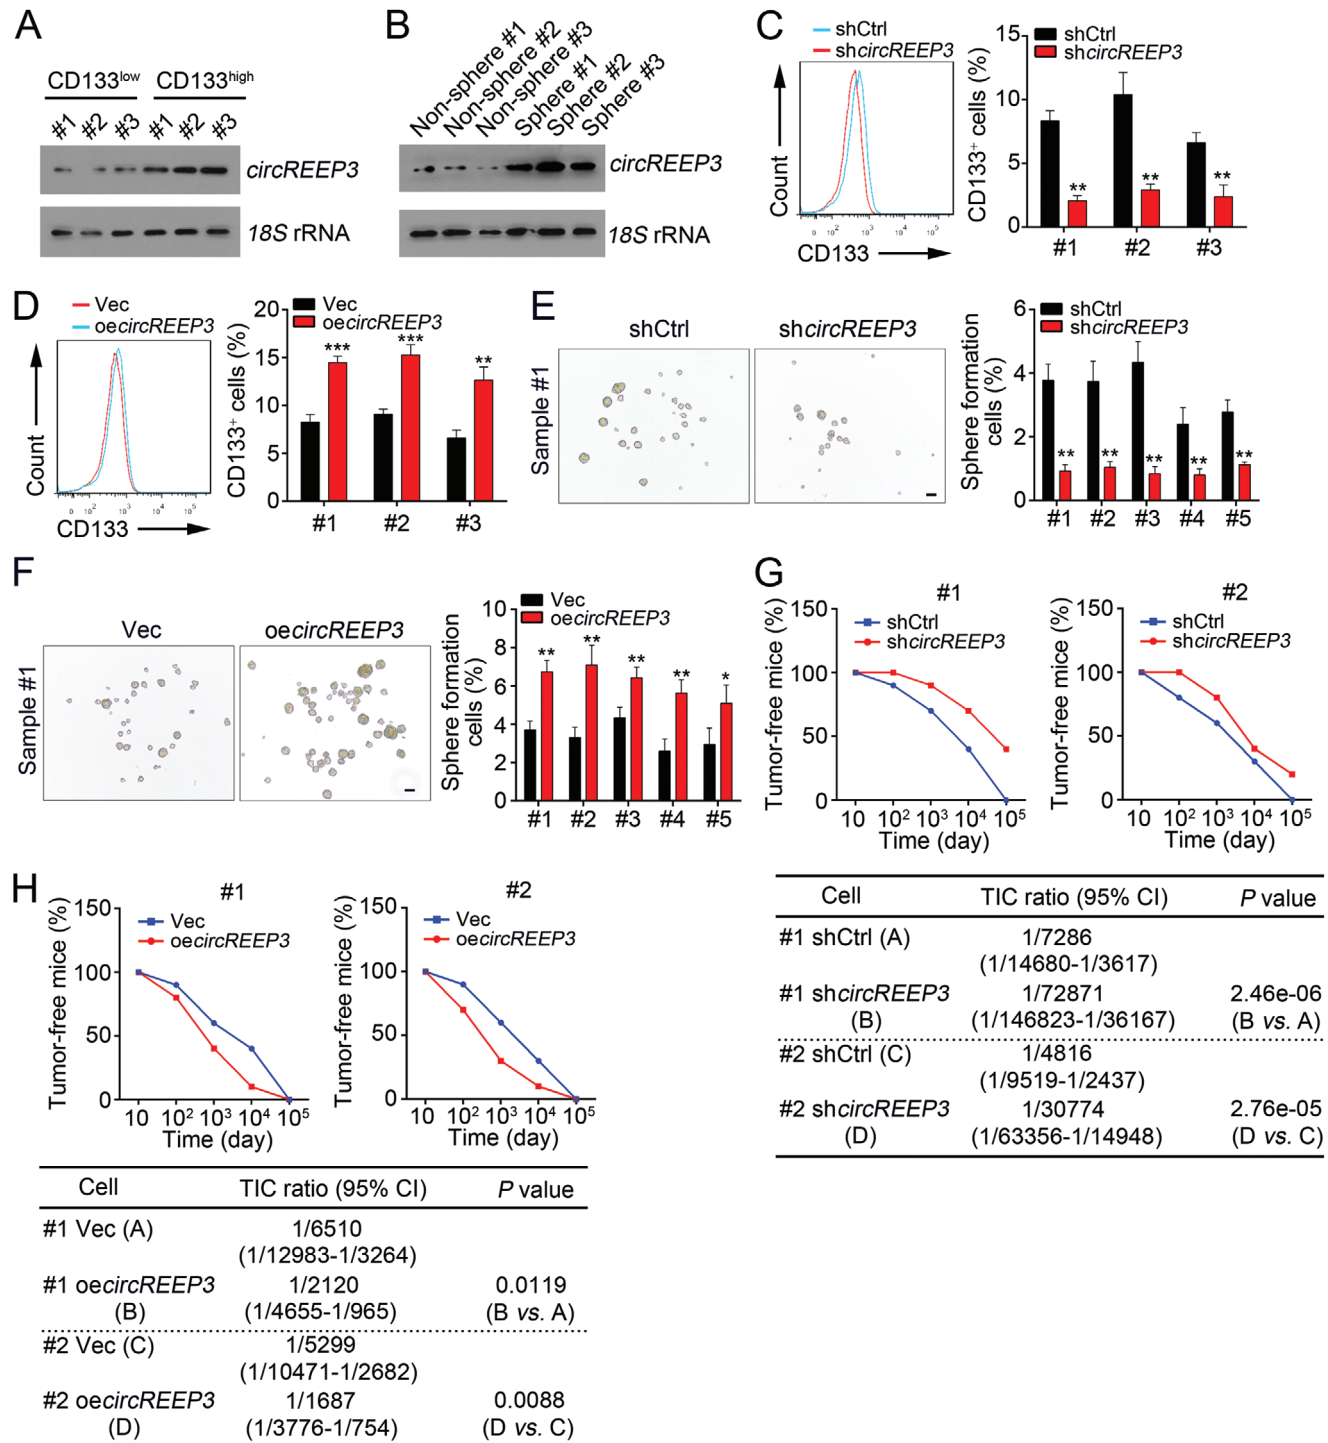 A
CD133low CD133high
#1 #2 #3 #1 #2 #3
circREEP3
18S rRNA
B
Non-sphere #1
Non-sphere #2
Non-sphere #3
Sphere #1
Sphere #2
Sphere #3
circREEP3
18S rRNA
C
shCtrl
shcircREEP3
Count
0 10² 10³ 10⁴ 10⁵
CD133
CD133⁺ cells (%)
15
10
5
0
shCtrl
shcircREEP3
** ** **
#1 #2 #3
D
Vec
oecircREEP3
Count
0 10² 10³ 10⁴ 10⁵
CD133
CD133⁺ cells (%)
20
15
10
5
0
Vec
oecircREEP3
*** *** **
#1 #2 #3
E
shCtrl shcircREEP3
Sample #1
Sphere formation
cells (%)
6
4
2
0
shCtrl
shcircREEP3
** ** ** ** **
#1 #2 #3 #4 #5
F
Vec oecircREEP3
Sample #1
Sphere formation
cells (%)
10
8
6
4
2
0
Vec
oecircREEP3
** ** ** ** *
#1 #2 #3 #4 #5
G
#1
Tumor-free mice (%)
150
100
50
0
shCtrl
shcircREEP3
10 10² 10³ 10⁴ 10⁵
Time (day)
#2
Tumor-free mice (%)
150
100
50
0
shCtrl
shcircREEP3
10 10² 10³ 10⁴ 10⁵
Time (day)
Cell TIC ratio (95% CI) P value
#1 shCtrl (A) 1/7286
(1/14680-1/3617)
#1 shcircREEP3 1/72871 2.46e-06
(B) (1/146823-1/36167) (B vs. A)
#2 shCtrl (C) 1/4816
(1/9519-1/2437)
#2 shcircREEP3 1/30774 2.76e-05
(D) (1/63356-1/14948) (D vs. C)
H
#1
Tumor-free mice (%)
150
100
50
0
Vec
oecircREEP3
10 10² 10³ 10⁴ 10⁵
Time (day)
#2
Tumor-free mice (%)
150
100
50
0
Vec
oecircREEP3
10 10² 10³ 10⁴ 10⁵
Time (day)
Cell TIC ratio (95% CI) P value
#1 Vec (A) 1/6510
(1/12983-1/3264)
#1 oecircREEP3 1/2120 0.0119
(B) (1/4655-1/965) (B vs. A)
#2 Vec (C) 1/5299
(1/10471-1/2682)
#2 oecircREEP3 1/1687 0.0088
(D) (1/3776-1/754) (D vs. C)